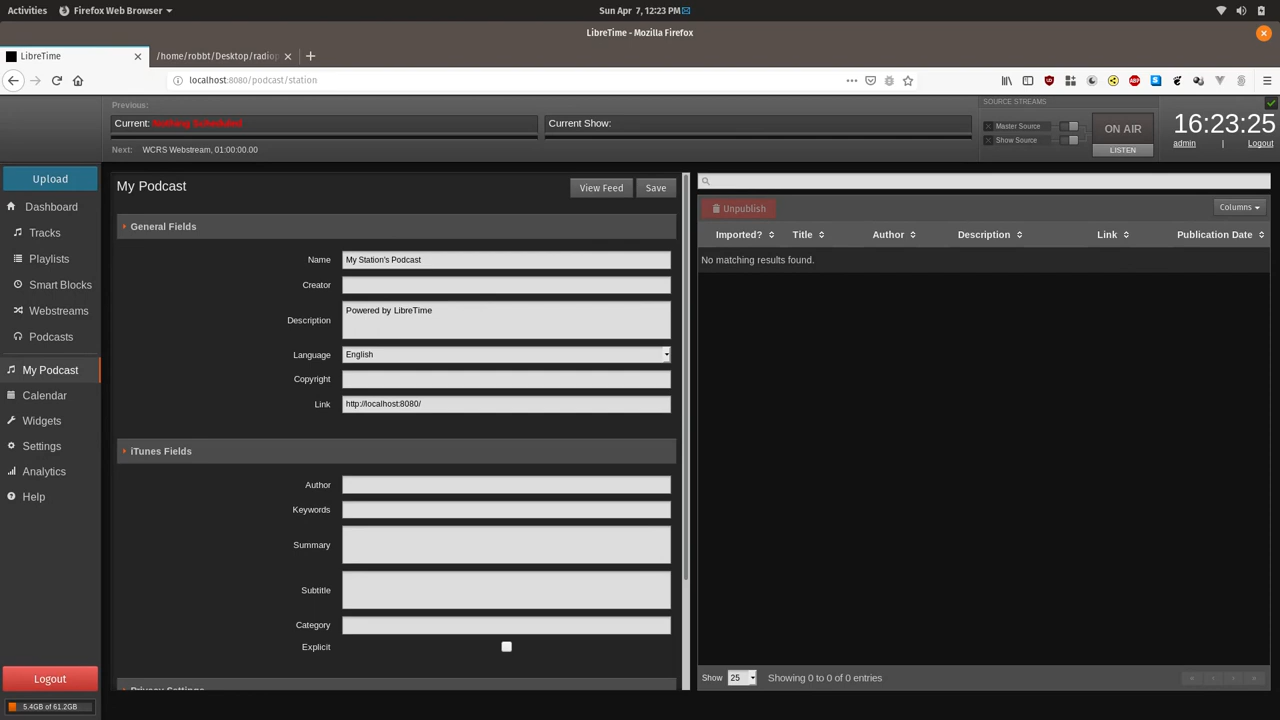 Activities
Firefox Web Browser
Sun Apr 7, 12:23 PM
LibreTime - Mozilla Firefox
LibreTime
/home/robbt/Desktop/radiop
localhost:8080/podcast/station
Previous:
Current: Nothing Scheduled
Next: WCRS Webstream, 01:00:00.00
Current Show:
SOURCE STREAMS
Master Source
Show Source
ON AIR
LISTEN
16:23:25
admin | Logout
Upload
Dashboard
Tracks
Playlists
Smart Blocks
Webstreams
Podcasts
My Podcast
Calendar
Widgets
Settings
Analytics
Help
Logout
5.4GB of 61.2GB
My Podcast
View Feed
Save
General Fields
Name My Station's Podcast
Creator
Description Powered by LibreTime
Language English
Copyright
Link http://localhost:8080/
iTunes Fields
Author
Keywords
Summary
Subtitle
Category
Explicit
Privacy Settings
Unpublish
Columns
Imported? Title Author Description Link Publication Date
No matching results found.
Show 25 Showing 0 to 0 of 0 entries